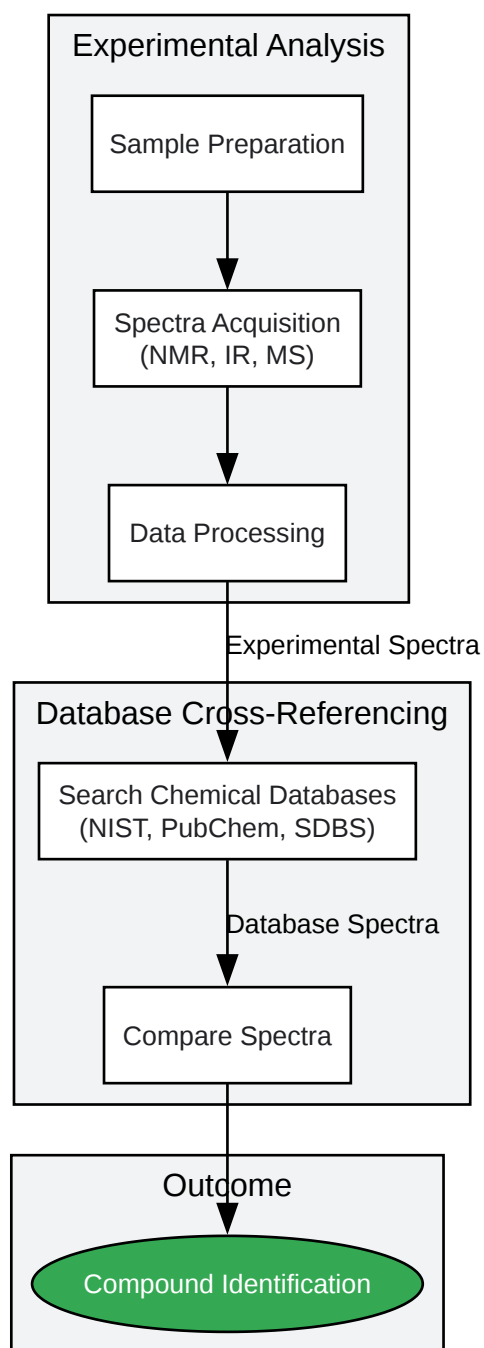 Experimental Analysis
Sample Preparation
Spectra Acquisition
(NMR, IR, MS)
Data Processing
Experimental Spectra
Database Cross-Referencing
Search Chemical Databases
(NIST, PubChem, SDBS)
Database Spectra
Compare Spectra
Outcome
Compound Identification